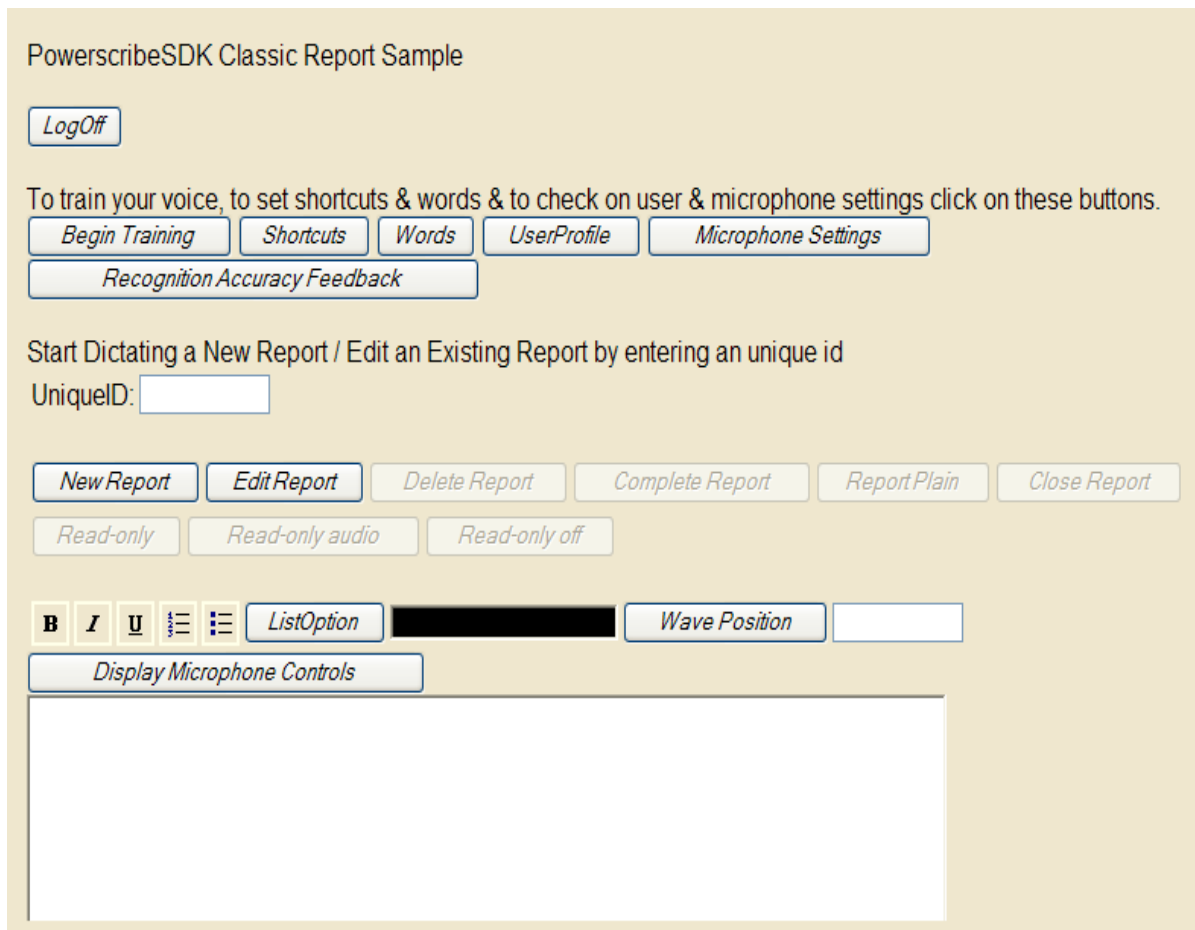 PowerscribeSDK Classic Report Sample
LogOff
To train your voice, to set shortcuts & words & to check on user & microphone settings click on these buttons.
Begin Training Shortcuts Words UserProfile Microphone Settings
Recognition Accuracy Feedback
Start Dictating a New Report / Edit an Existing Report by entering an unique id
UniqueID:
New Report Edit Report Delete Report Complete Report Report Plain Close Report
Read-only Read-only audio Read-only off
B I U ListOption Wave Position
Display Microphone Controls